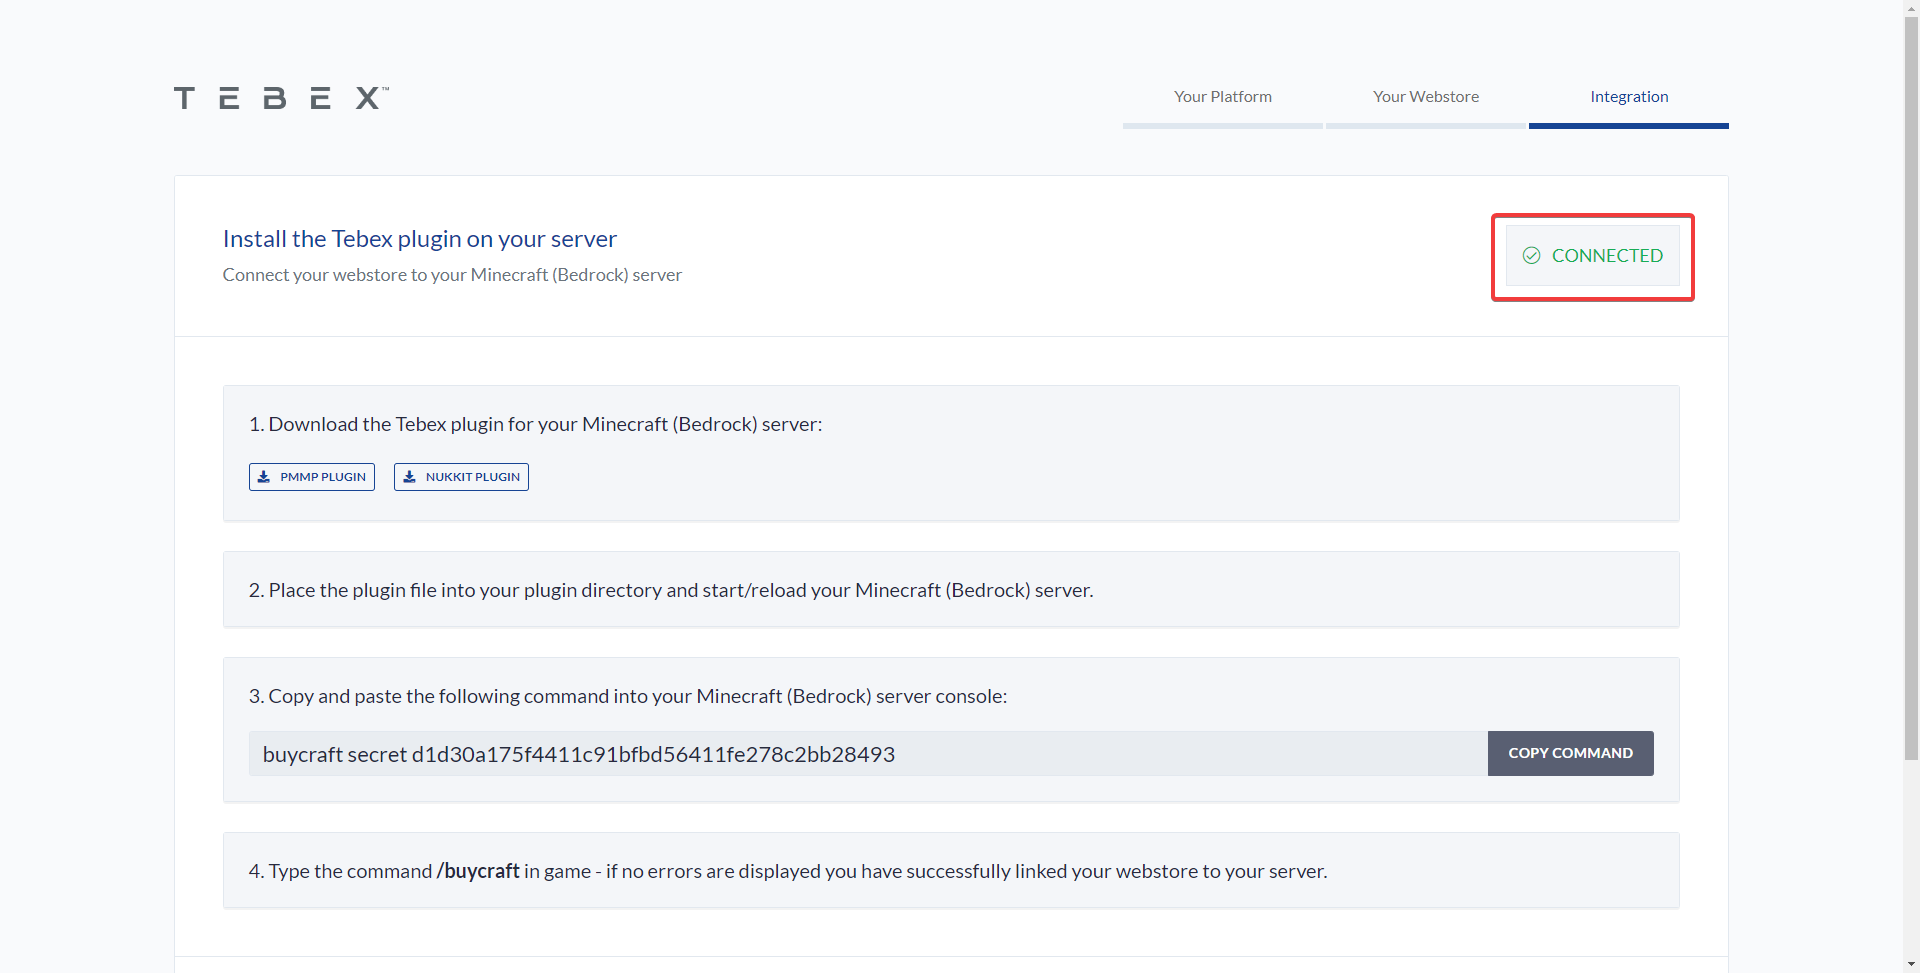 TEBEX™
Your Platform
Your Webstore
Integration
Install the Tebex plugin on your server
Connect your webstore to your Minecraft (Bedrock) server
CONNECTED
1. Download the Tebex plugin for your Minecraft (Bedrock) server:
PMMP PLUGIN
NUKKIT PLUGIN
2. Place the plugin file into your plugin directory and start/reload your Minecraft (Bedrock) server.
3. Copy and paste the following command into your Minecraft (Bedrock) server console:
buycraft secret d1d30a175f4411c91bfbd56411fe278c2bb28493
COPY COMMAND
4. Type the command /buycraft in game - if no errors are displayed you have successfully linked your webstore to your server.